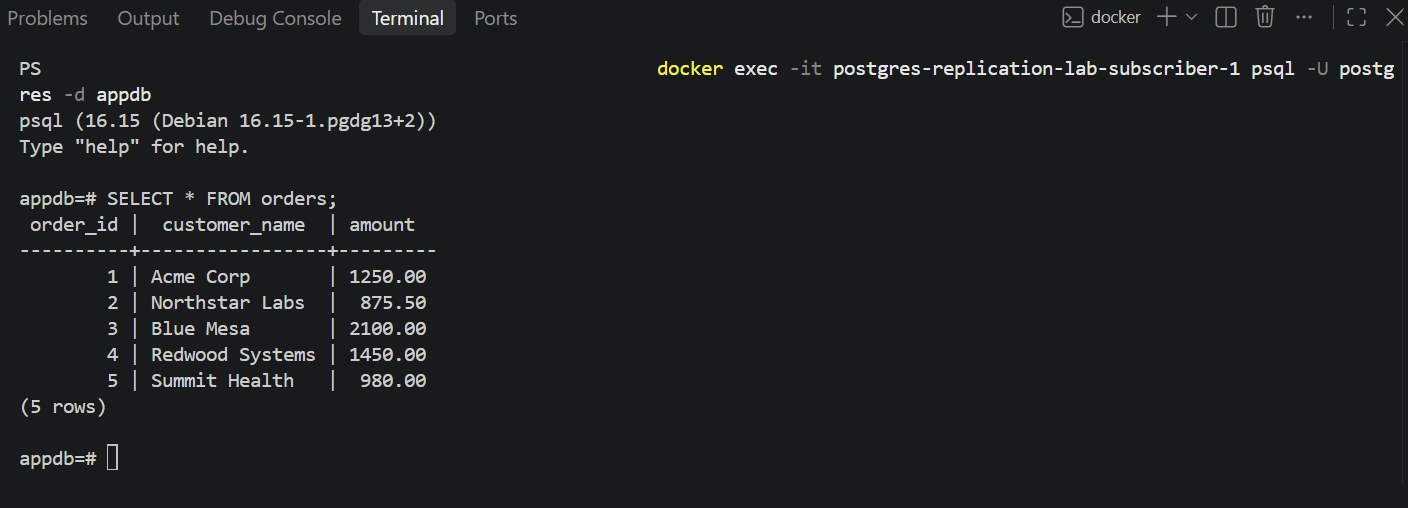 Problems Output Debug Console Terminal Ports docker
PS docker exec -it postgres-replication-lab-subscriber-1 psql -U postg
res -d appdb
psql (16.15 (Debian 16.15-1.pgdg13+2))
Type "help" for help.
appdb=# SELECT * FROM orders;
 order_id |  customer_name  | amount
----------+-----------------+---------
        1 | Acme Corp       | 1250.00
        2 | Northstar Labs  |  875.50
        3 | Blue Mesa       | 2100.00
        4 | Redwood Systems | 1450.00
        5 | Summit Health   |  980.00
(5 rows)
appdb=#